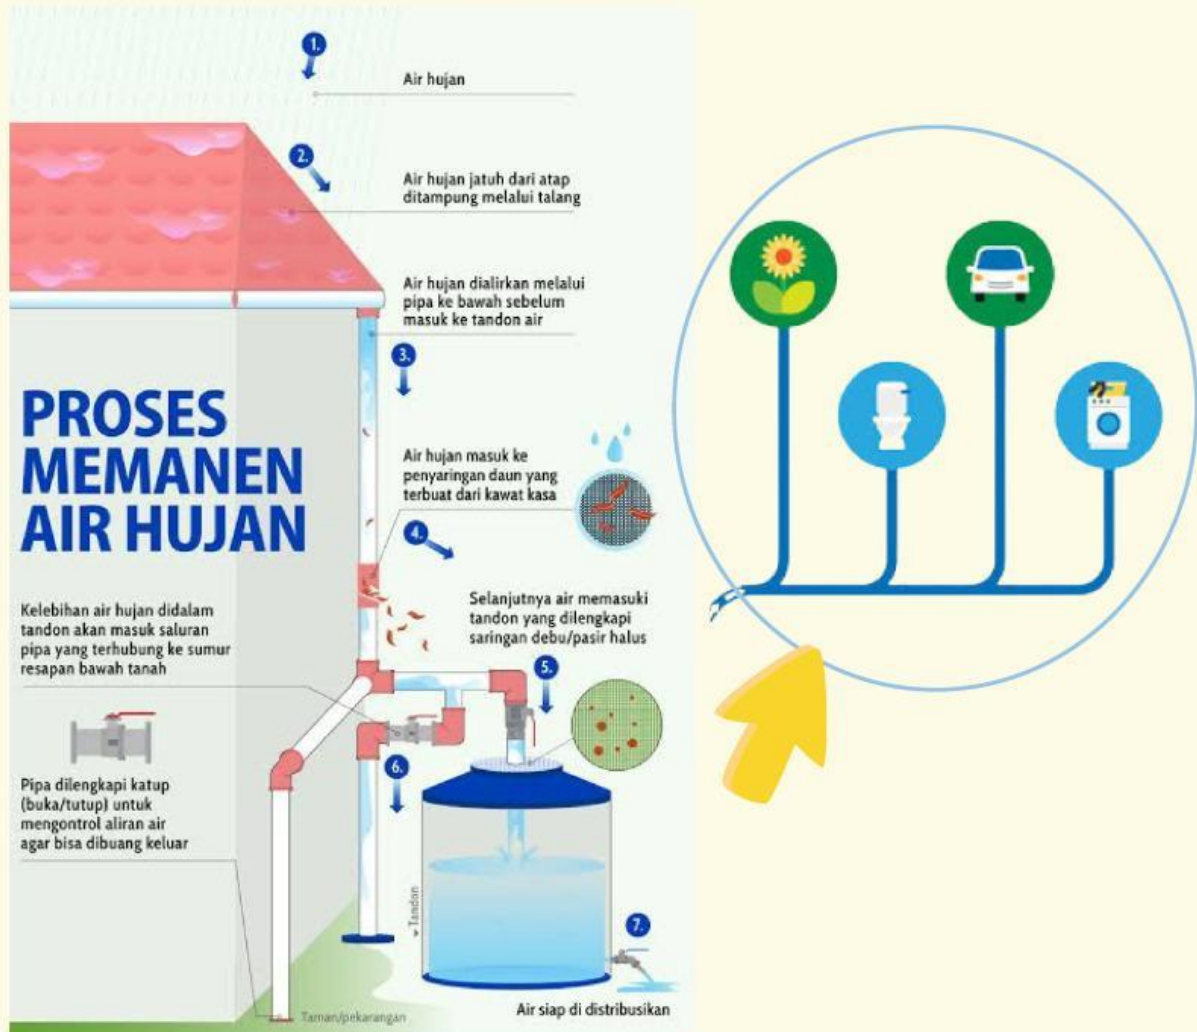 1.
Air hujan
2.
Air hujan jatuh dari atap
ditampung melalui talang
Air hujan dialirkan melalui
pipa ke bawah sebelum
masuk ke tandon air
3.
PROSES
MEMANEN
AIR HUJAN
Air hujan masuk ke
penyaringan daun yang
terbuat dari kawat kasa
4.
Kelebihan air hujan didalam
tandon akan masuk saluran
pipa yang terhubung ke sumur
resapan bawah tanah
Selanjutnya air memasuki
tandon yang dilengkapi
saringan debu/pasir halus
5.
6.
Pipa dilengkapi katup
(buka/tutup) untuk
mengontrol aliran air
agar bisa dibuang keluar
Tandon
7.
Taman/pekarangan
Air siap di distribusikan